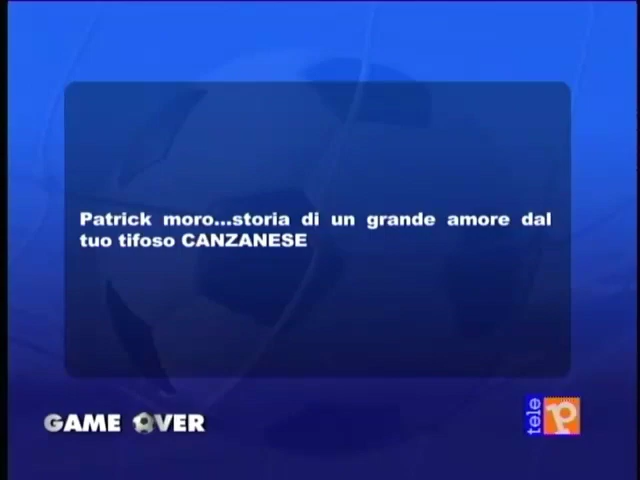 Patrick moro...storia di un grande amore dal
tuo tifoso CANZANESE
GAME OVER
tele p